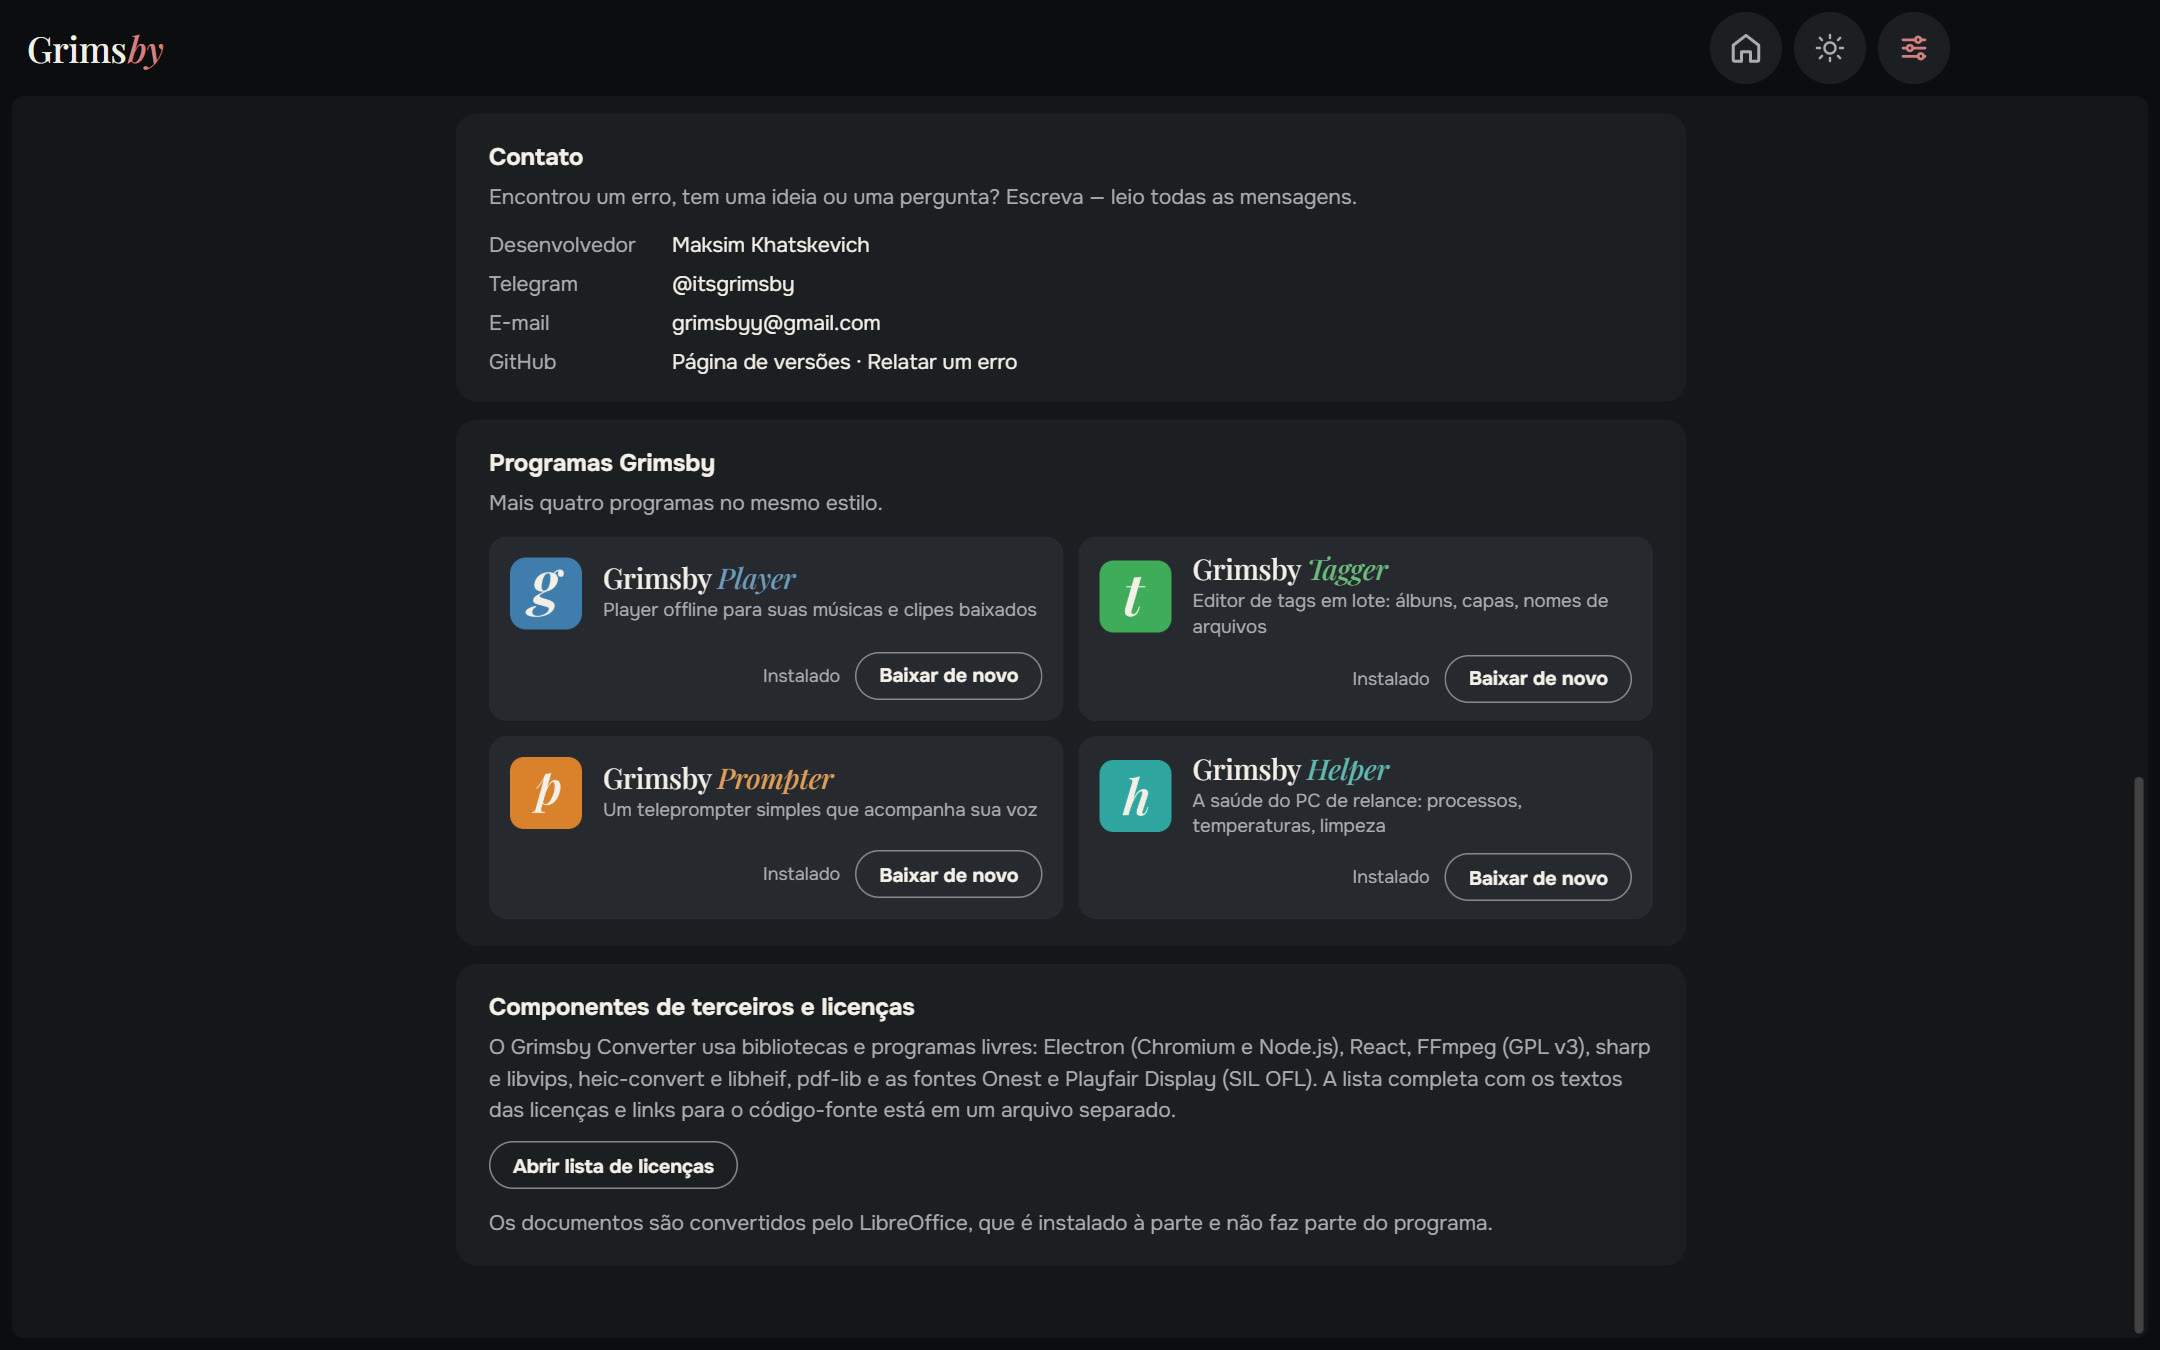 Grimsby
Contato
Encontrou um erro, tem uma ideia ou uma pergunta? Escreva — leio todas as mensagens.
Desenvolvedor Maksim Khatskevich
Telegram @itsgrimsby
E-mail grimsbyy@gmail.com
GitHub Página de versões · Relatar um erro
Programas Grimsby
Mais quatro programas no mesmo estilo.
g
Grimsby Player
Player offline para suas músicas e clipes baixados
Instalado Baixar de novo
t
Grimsby Tagger
Editor de tags em lote: álbuns, capas, nomes de
arquivos
Instalado Baixar de novo
p
Grimsby Prompter
Um teleprompter simples que acompanha sua voz
Instalado Baixar de novo
h
Grimsby Helper
A saúde do PC de relance: processos,
temperaturas, limpeza
Instalado Baixar de novo
Componentes de terceiros e licenças
O Grimsby Converter usa bibliotecas e programas livres: Electron (Chromium e Node.js), React, FFmpeg (GPL v3), sharp
e libvips, heic-convert e libheif, pdf-lib e as fontes Onest e Playfair Display (SIL OFL). A lista completa com os textos
das licenças e links para o código-fonte está em um arquivo separado.
Abrir lista de licenças
Os documentos são convertidos pelo LibreOffice, que é instalado à parte e não faz parte do programa.